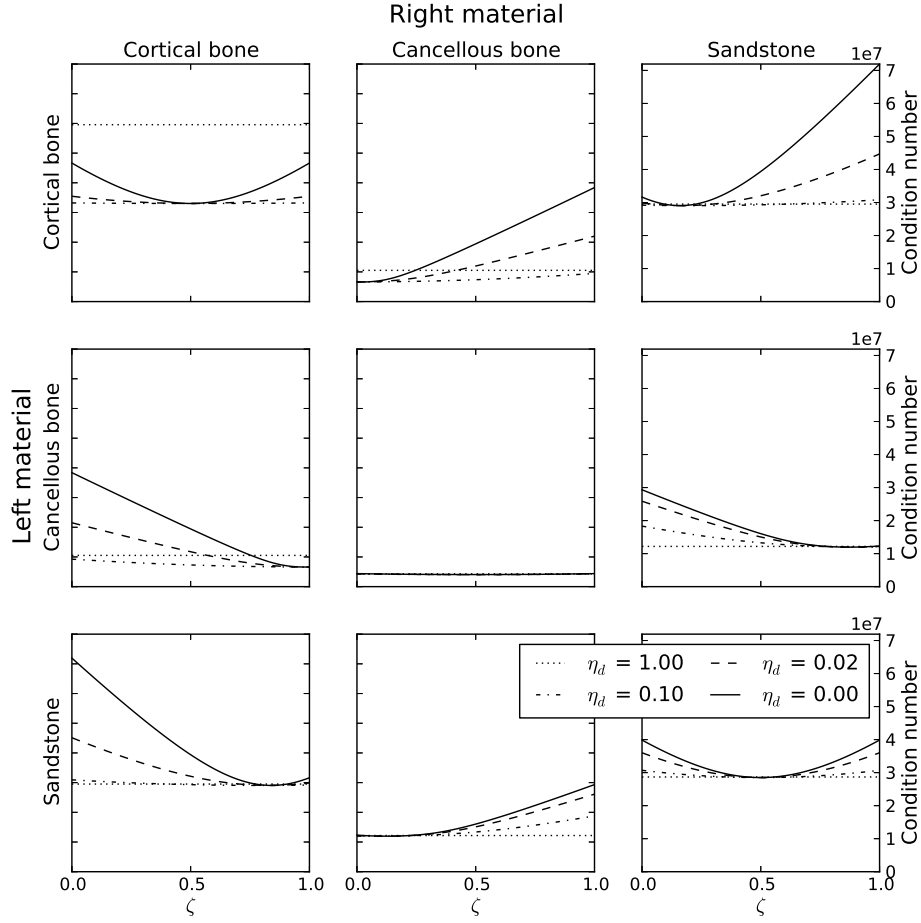 Right material
Cortical bone Cancellous bone Sandstone
1e7
Cortical bone
7
6
5
4
3
2
1
0
Condition number
Left material
Cancellous bone
1e7
7
6
5
4
3
2
1
0
Condition number
Sandstone
1e7
7
6
5
4
3
2
1
0
Condition number
η_d = 1.00 η_d = 0.02
η_d = 0.10 η_d = 0.00
0.0 0.5 1.0 0.0 0.5 1.0 0.0 0.5 1.0
ζ ζ ζ